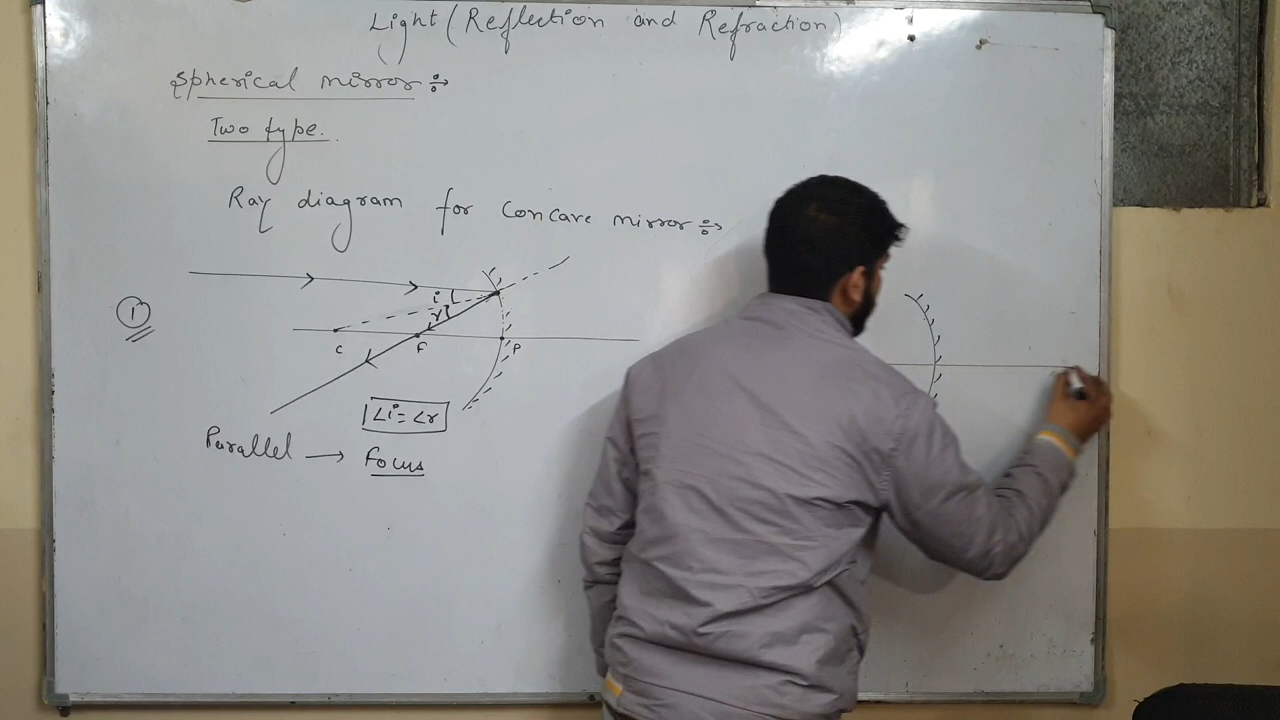 Light (Reflection and Refraction)
Spherical mirror ÷>
Two type.
Ray diagram for Concave mirror ÷>
①
i
r
C F P
∠i = ∠r
Parallel → Focus